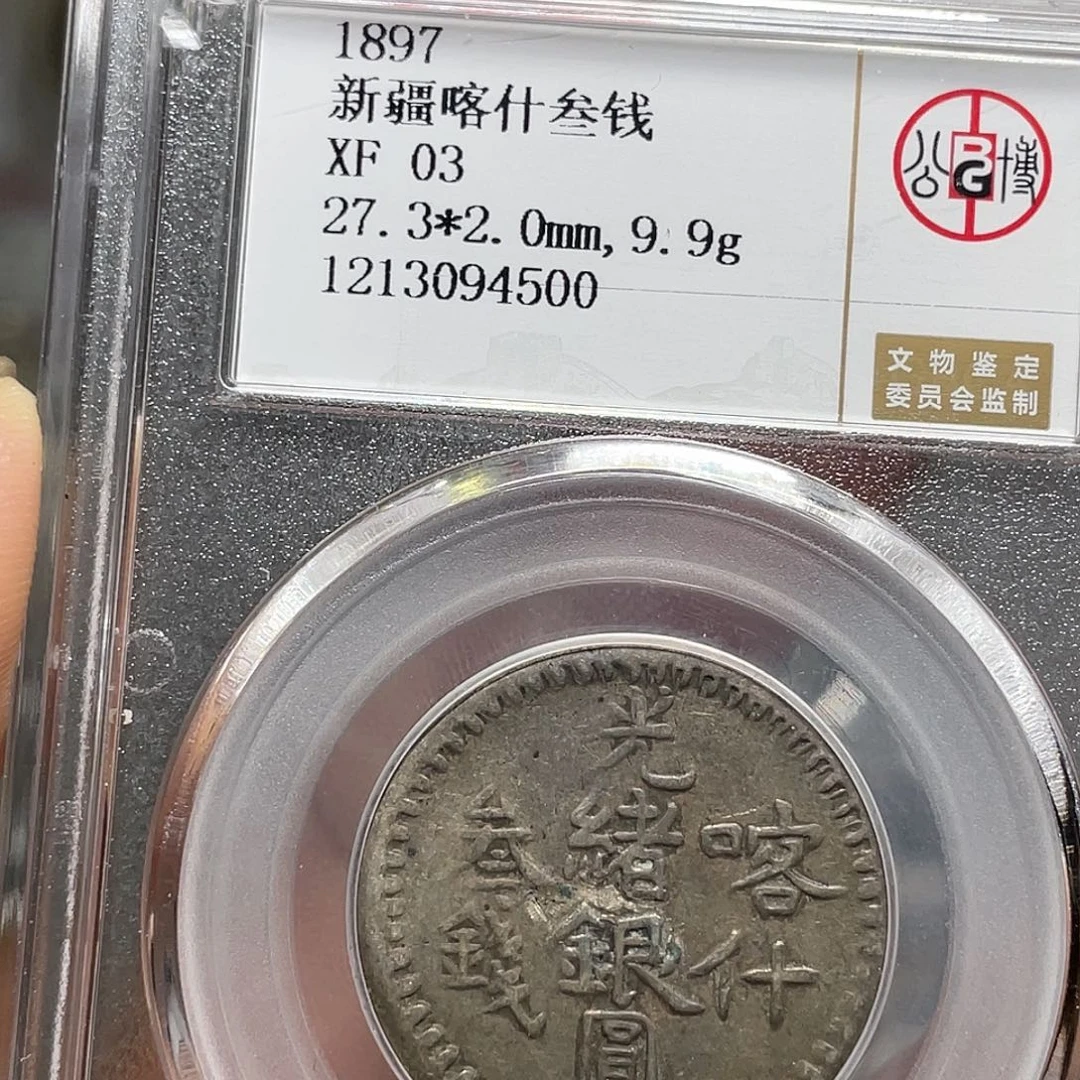 1897
新疆喀什叁钱
XF 03
27.3*2.0mm,9.9g
1213094500
公 BG 博
文物鉴定
委员会监制
光緒銀圓
喀什
叁錢